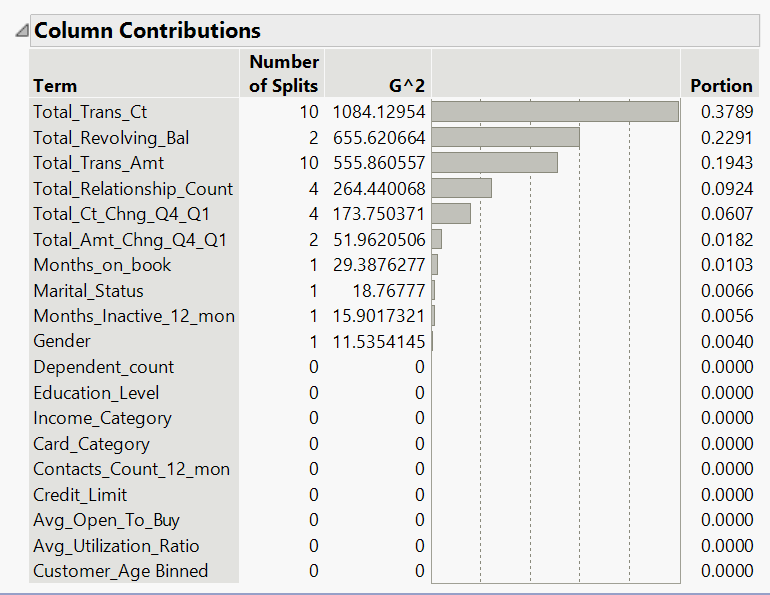 Column Contributions
Term Number of Splits G^2 Portion
Total_Trans_Ct 10 1084.12954 0.3789
Total_Revolving_Bal 2 655.620664 0.2291
Total_Trans_Amt 10 555.860557 0.1943
Total_Relationship_Count 4 264.440068 0.0924
Total_Ct_Chng_Q4_Q1 4 173.750371 0.0607
Total_Amt_Chng_Q4_Q1 2 51.9620506 0.0182
Months_on_book 1 29.3876277 0.0103
Marital_Status 1 18.76777 0.0066
Months_Inactive_12_mon 1 15.9017321 0.0056
Gender 1 11.5354145 0.0040
Dependent_count 0 0 0.0000
Education_Level 0 0 0.0000
Income_Category 0 0 0.0000
Card_Category 0 0 0.0000
Contacts_Count_12_mon 0 0 0.0000
Credit_Limit 0 0 0.0000
Avg_Open_To_Buy 0 0 0.0000
Avg_Utilization_Ratio 0 0 0.0000
Customer_Age Binned 0 0 0.0000